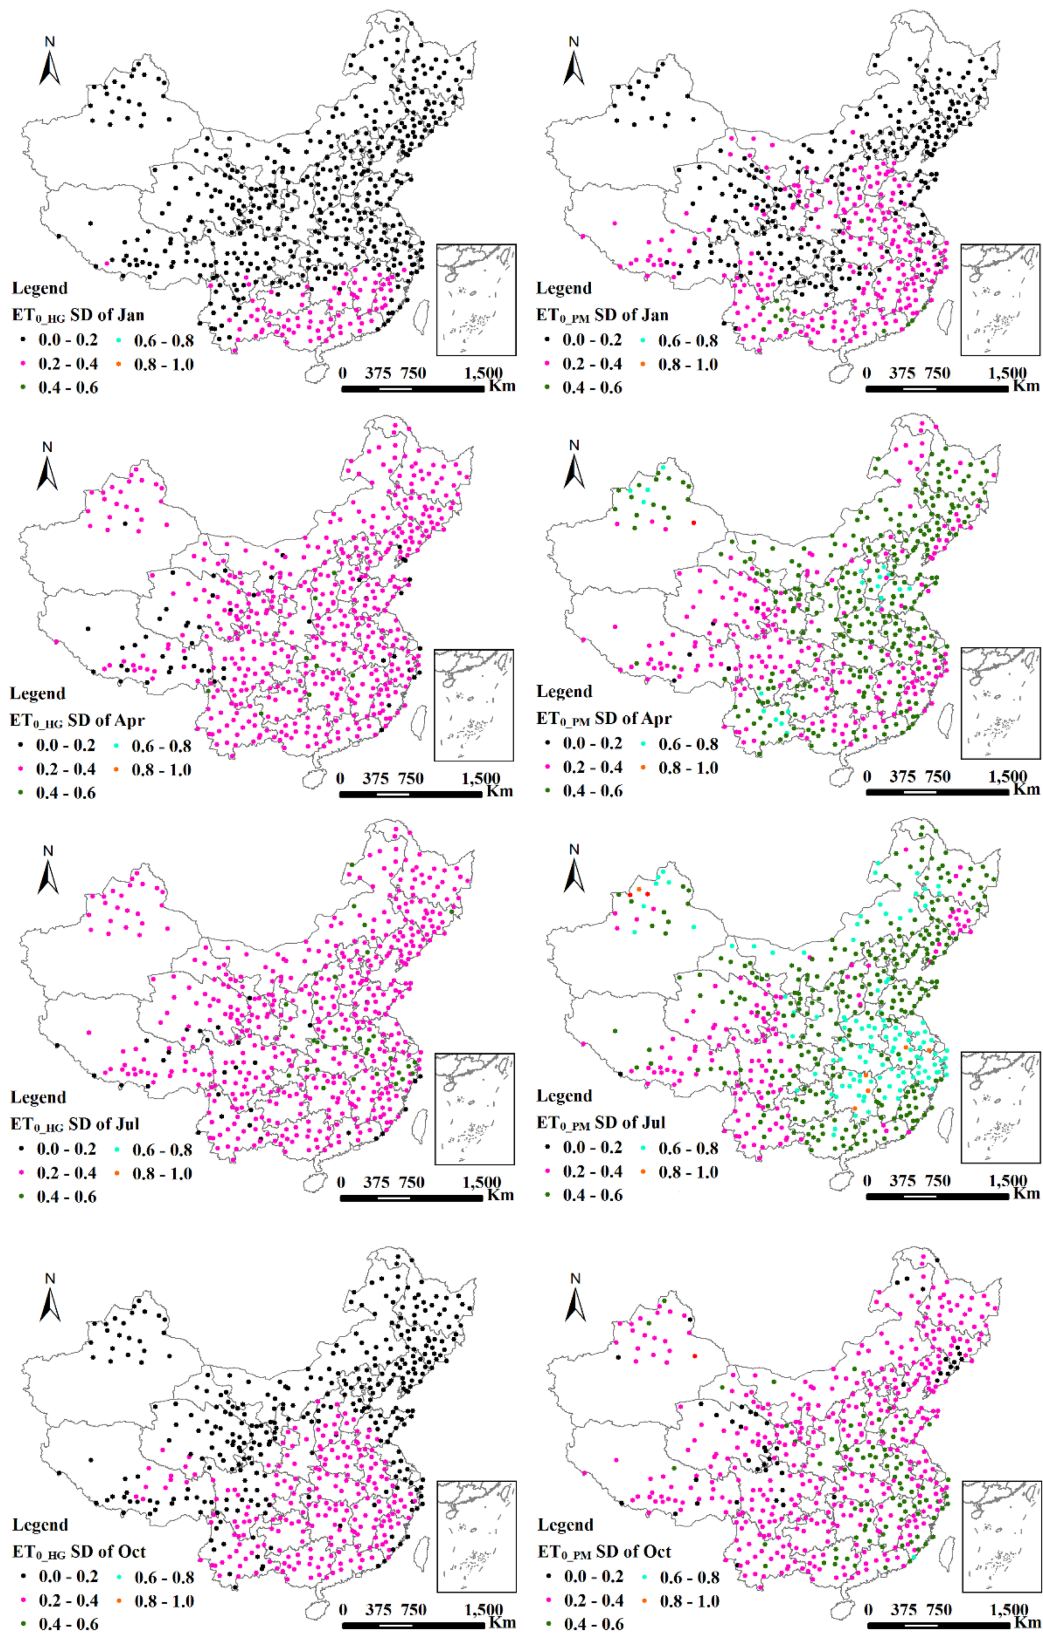 N
Legend
ET0_HG SD of Jan
0.0 - 0.2 0.6 - 0.8
0.2 - 0.4 0.8 - 1.0
0.4 - 0.6
0 375 750 1,500
Km
N
Legend
ET0_PM SD of Jan
0.0 - 0.2 0.6 - 0.8
0.2 - 0.4 0.8 - 1.0
0.4 - 0.6
0 375 750 1,500
Km
N
Legend
ET0_HG SD of Apr
0.0 - 0.2 0.6 - 0.8
0.2 - 0.4 0.8 - 1.0
0.4 - 0.6
0 375 750 1,500
Km
N
Legend
ET0_PM SD of Apr
0.0 - 0.2 0.6 - 0.8
0.2 - 0.4 0.8 - 1.0
0.4 - 0.6
0 375 750 1,500
Km
N
Legend
ET0_HG SD of Jul
0.0 - 0.2 0.6 - 0.8
0.2 - 0.4 0.8 - 1.0
0.4 - 0.6
0 375 750 1,500
Km
N
Legend
ET0_PM SD of Jul
0.0 - 0.2 0.6 - 0.8
0.2 - 0.4 0.8 - 1.0
0.4 - 0.6
0 375 750 1,500
Km
N
Legend
ET0_HG SD of Oct
0.0 - 0.2 0.6 - 0.8
0.2 - 0.4 0.8 - 1.0
0.4 - 0.6
0 375 750 1,500
Km
N
Legend
ET0_PM SD of Oct
0.0 - 0.2 0.6 - 0.8
0.2 - 0.4 0.8 - 1.0
0.4 - 0.6
0 375 750 1,500
Km